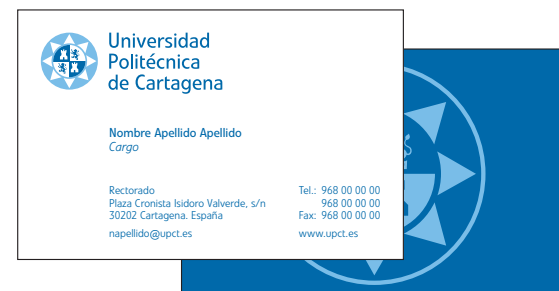 Universidad
Politécnica
de Cartagena
Nombre Apellido Apellido
Cargo
Rectorado
Plaza Cronista Isidoro Valverde, s/n
30202 Cartagena. España
napellido@upct.es
Tel.: 968 00 00 00
968 00 00 00
Fax: 968 00 00 00
www.upct.es